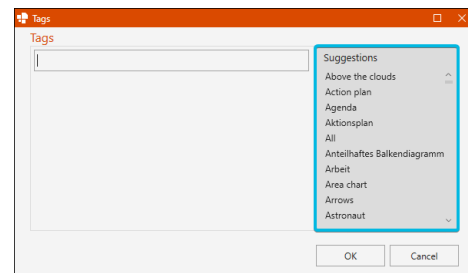 Tags
Tags
Suggestions
Above the clouds
Action plan
Agenda
Aktionsplan
All
Anteilhaftes Balkendiagramm
Arbeit
Area chart
Arrows
Astronaut
OK
Cancel